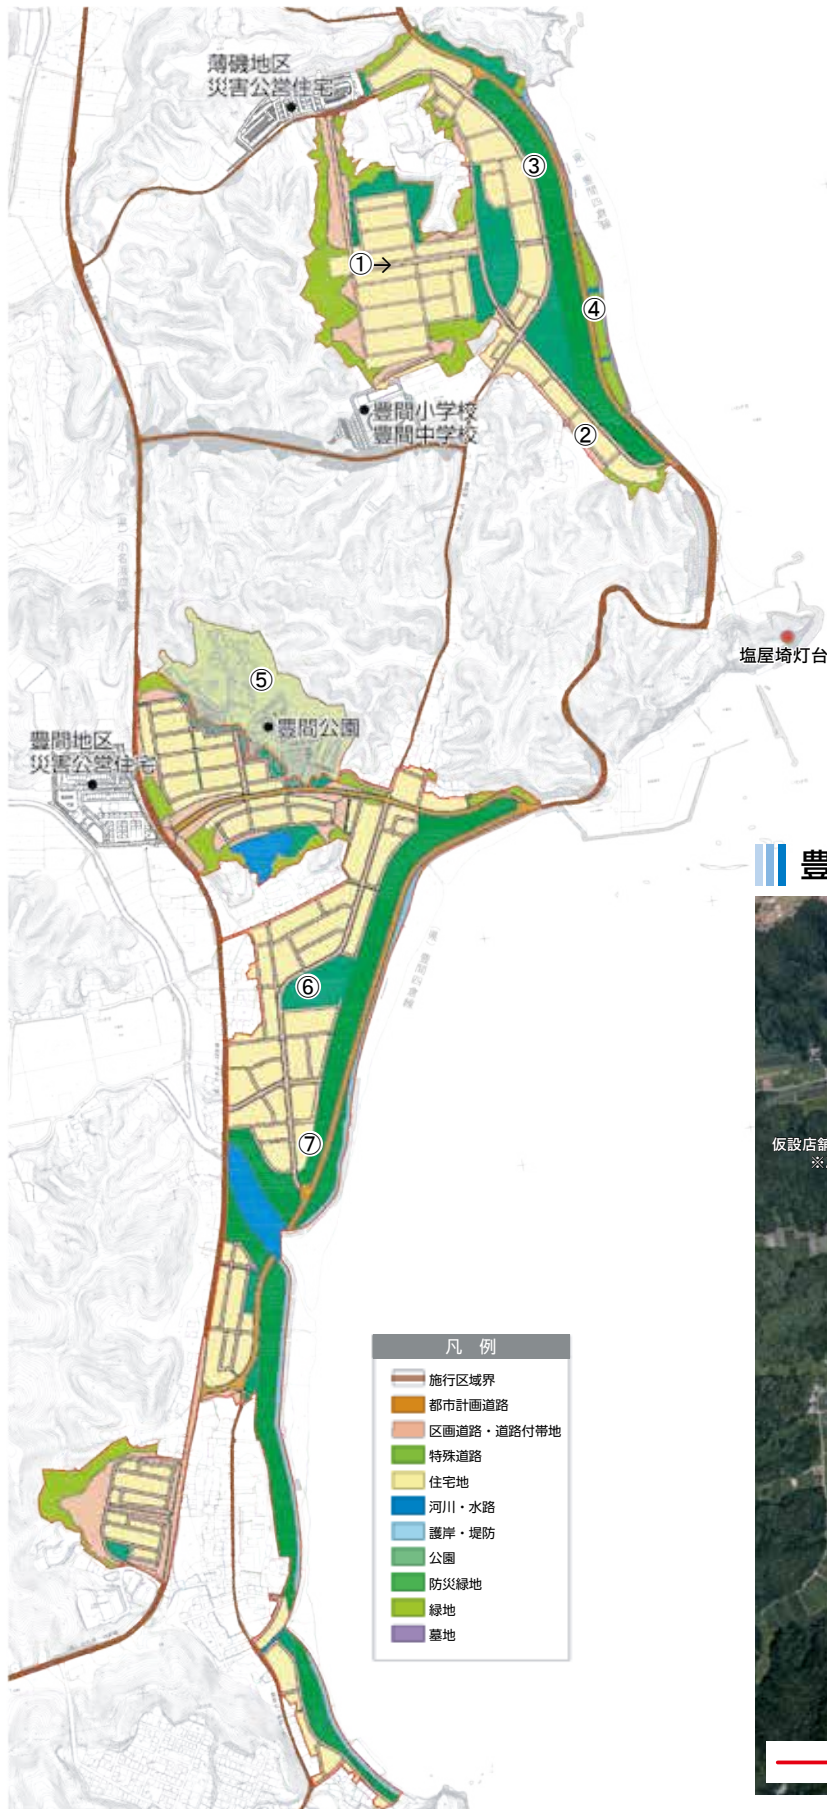 薄磯地区
災害公営住宅
③
①→
④
豊間小学校
豊間中学校
②
塩屋埼灯台
⑤
豊間公園
豊間地区
災害公営住宅
豊
⑥
仮設店舗
※
⑦
凡 例
施行区域界
都市計画道路
区画道路・道路付帯地
特殊道路
住宅地
河川・水路
護岸・堤防
公園
防災緑地
緑地
墓地